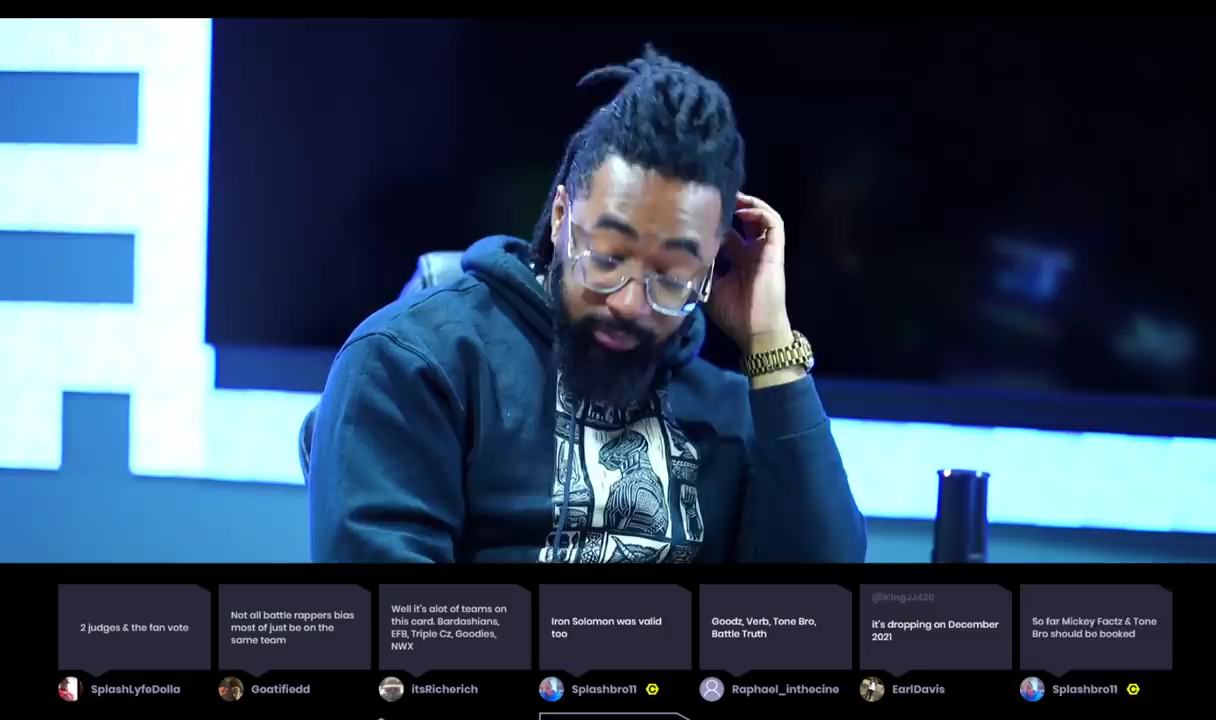 2 judges & the fan vote
SplashLyfeDolla
Not all battle rappers bias
most of just be on the
same team
Goatifiedd
Well it's alot of teams on
this card. Bardashians,
EFB, Triple Cz, Goodies,
NWX
itsRicherich
Iron Solomon was valid
too
Splashbro11
Goodz, Verb, Tone Bro,
Battle Truth
Raphael_inthecine
@KingJJ420
it's dropping on December
2021
EarlDavis
So far Mickey Factz & Tone
Bro should be booked
Splashbro11